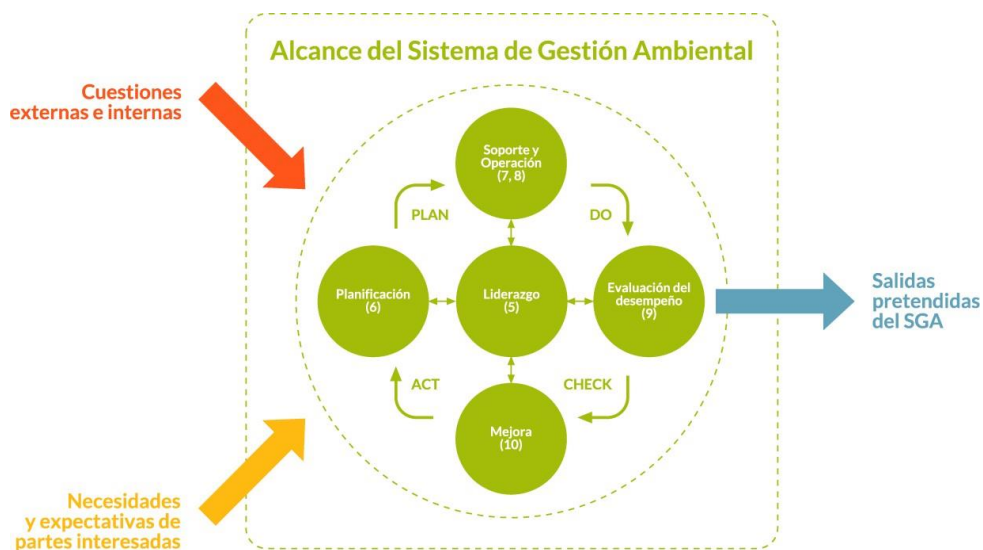 Alcance del Sistema de Gestión Ambiental
Cuestiones
externas e internas
Soporte y
Operación
(7, 8)
PLAN
DO
Planificación
(6)
Liderazgo
(5)
Evaluación del
desempeño
(9)
Salidas
pretendidas
del SGA
ACT
CHECK
Mejora
(10)
Necesidades
y expectativas de
partes interesadas